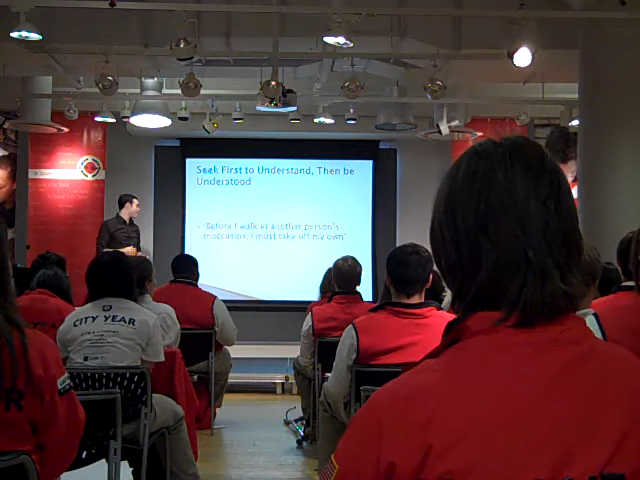 Seek First to Understand, Then be
Understood
Before I walk in another person's
moccasins, I must take off my own"
CITY YEAR